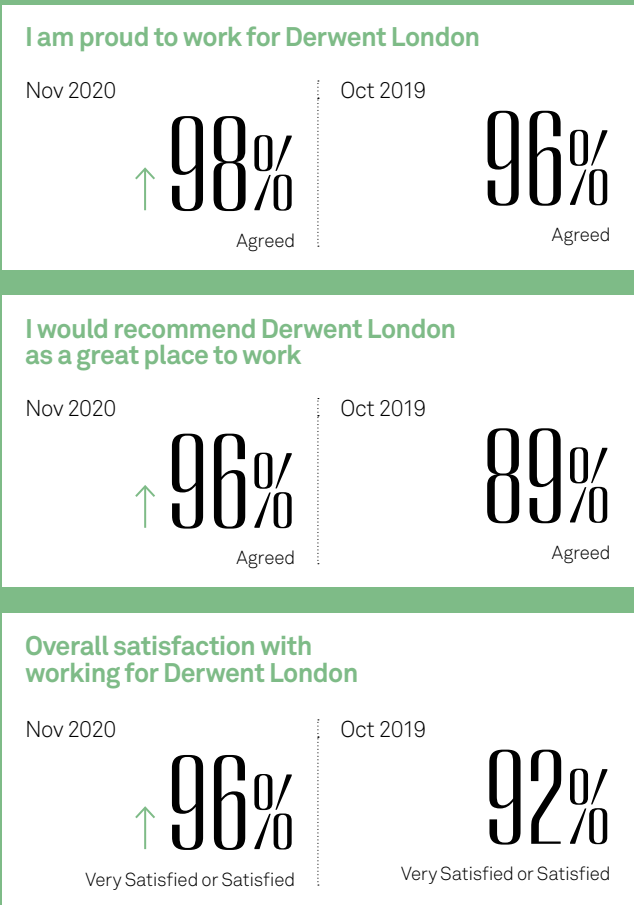 I am proud to work for Derwent London
Nov 2020
↑ 98%
Agreed
Oct 2019
96%
Agreed
I would recommend Derwent London
as a great place to work
Nov 2020
↑ 96%
Agreed
Oct 2019
89%
Agreed
Overall satisfaction with
working for Derwent London
Nov 2020
↑ 96%
Very Satisfied or Satisfied
Oct 2019
92%
Very Satisfied or Satisfied